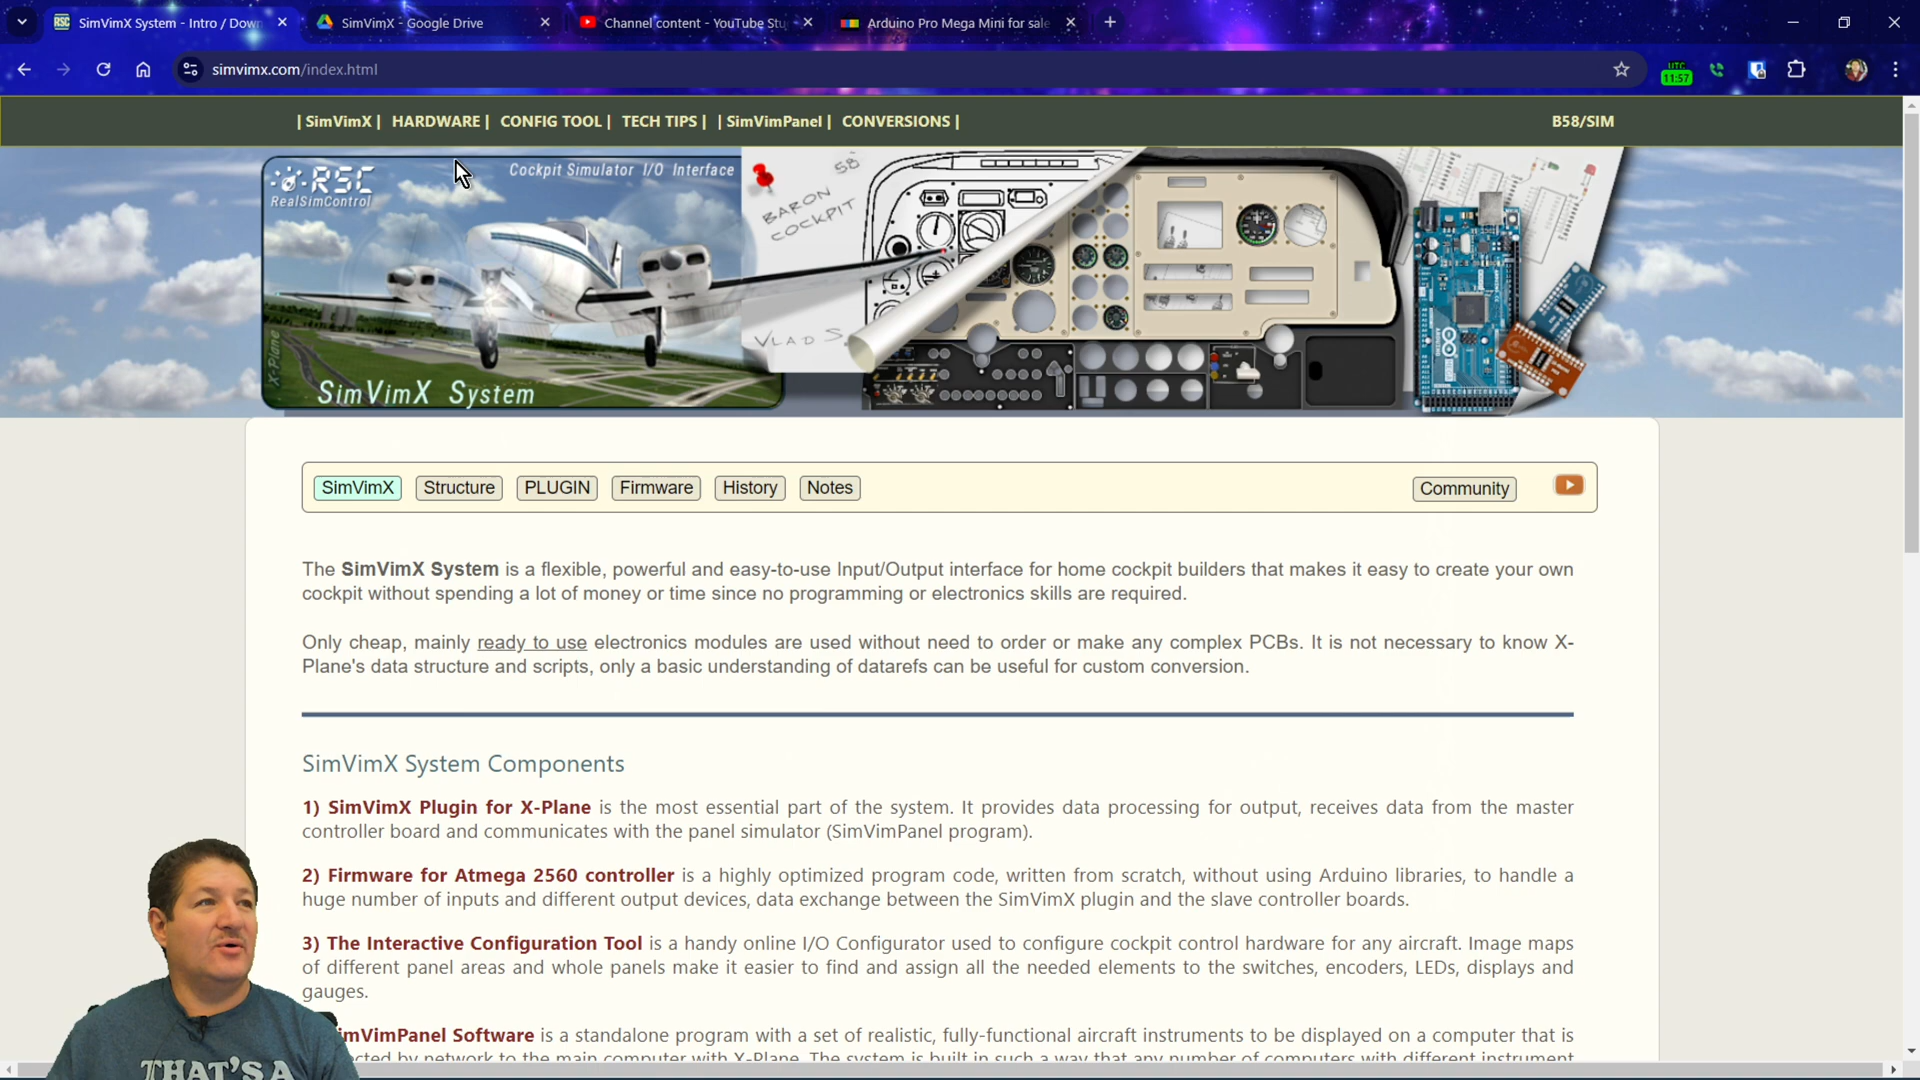 SimVimX System - Intro / Down
SimVimX - Google Drive
Channel content - YouTube Stu
Arduino Pro Mega Mini for sale
simvimx.com/index.html
UTC
11:57
| SimVimX | HARDWARE | CONFIG TOOL | TECH TIPS | | SimVimPanel | CONVERSIONS |
B58/SIM
RSC
RealSimControl
Cockpit Simulator I/O Interface
BARON 58
COCKPIT
VLAD S.
X-Plane
SimVimX System
SimVimX Structure PLUGIN Firmware History Notes Community
The SimVimX System is a flexible, powerful and easy-to-use Input/Output interface for home cockpit builders that makes it easy to create your own
cockpit without spending a lot of money or time since no programming or electronics skills are required.
Only cheap, mainly ready to use electronics modules are used without need to order or make any complex PCBs. It is not necessary to know X-
Plane's data structure and scripts, only a basic understanding of datarefs can be useful for custom conversion.
SimVimX System Components
1) SimVimX Plugin for X-Plane is the most essential part of the system. It provides data processing for output, receives data from the master
controller board and communicates with the panel simulator (SimVimPanel program).
2) Firmware for Atmega 2560 controller is a highly optimized program code, written from scratch, without using Arduino libraries, to handle a
huge number of inputs and different output devices, data exchange between the SimVimX plugin and the slave controller boards.
3) The Interactive Configuration Tool is a handy online I/O Configurator used to configure cockpit control hardware for any aircraft. Image maps
of different panel areas and whole panels make it easier to find and assign all the needed elements to the switches, encoders, LEDs, displays and
gauges.
imVimPanel Software is a standalone program with a set of realistic, fully-functional aircraft instruments to be displayed on a computer that is
ected by network to the main computer with X-Plane. The system is built in such a way that any number of computers with different instrument
THAT'S A